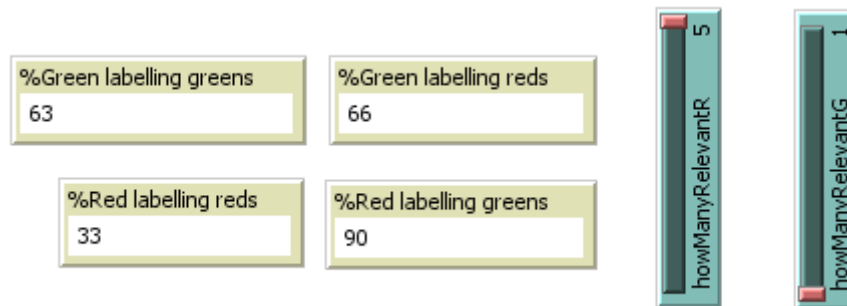 %Green labelling greens
63
%Green labelling reds
66
%Red labelling reds
33
%Red labelling greens
90
howManyRelevantR
5
howManyRelevantG
1